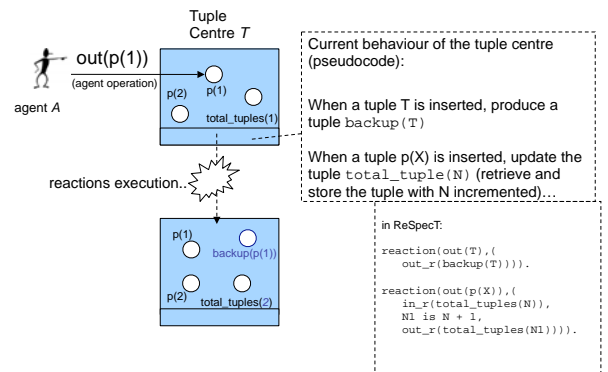 Tuple
Centre T
out(p(1))
(agent operation)
agent A
p(1)
p(2)
total_tuples(1)
reactions execution..
p(1)
backup(p(1))
p(2)
total_tuples(2)
Current behaviour of the tuple centre
(pseudocode):
When a tuple T is inserted, produce a
tuple backup(T)
When a tuple p(X) is inserted, update the
tuple total_tuple(N) (retrieve and
store the tuple with N incremented)…
in ReSpecT:
reaction(out(T),(
out_r(backup(T)))).
reaction(out(p(X)),(
in_r(total_tuples(N)),
N1 is N + 1,
out_r(total_tuples(N1)))).